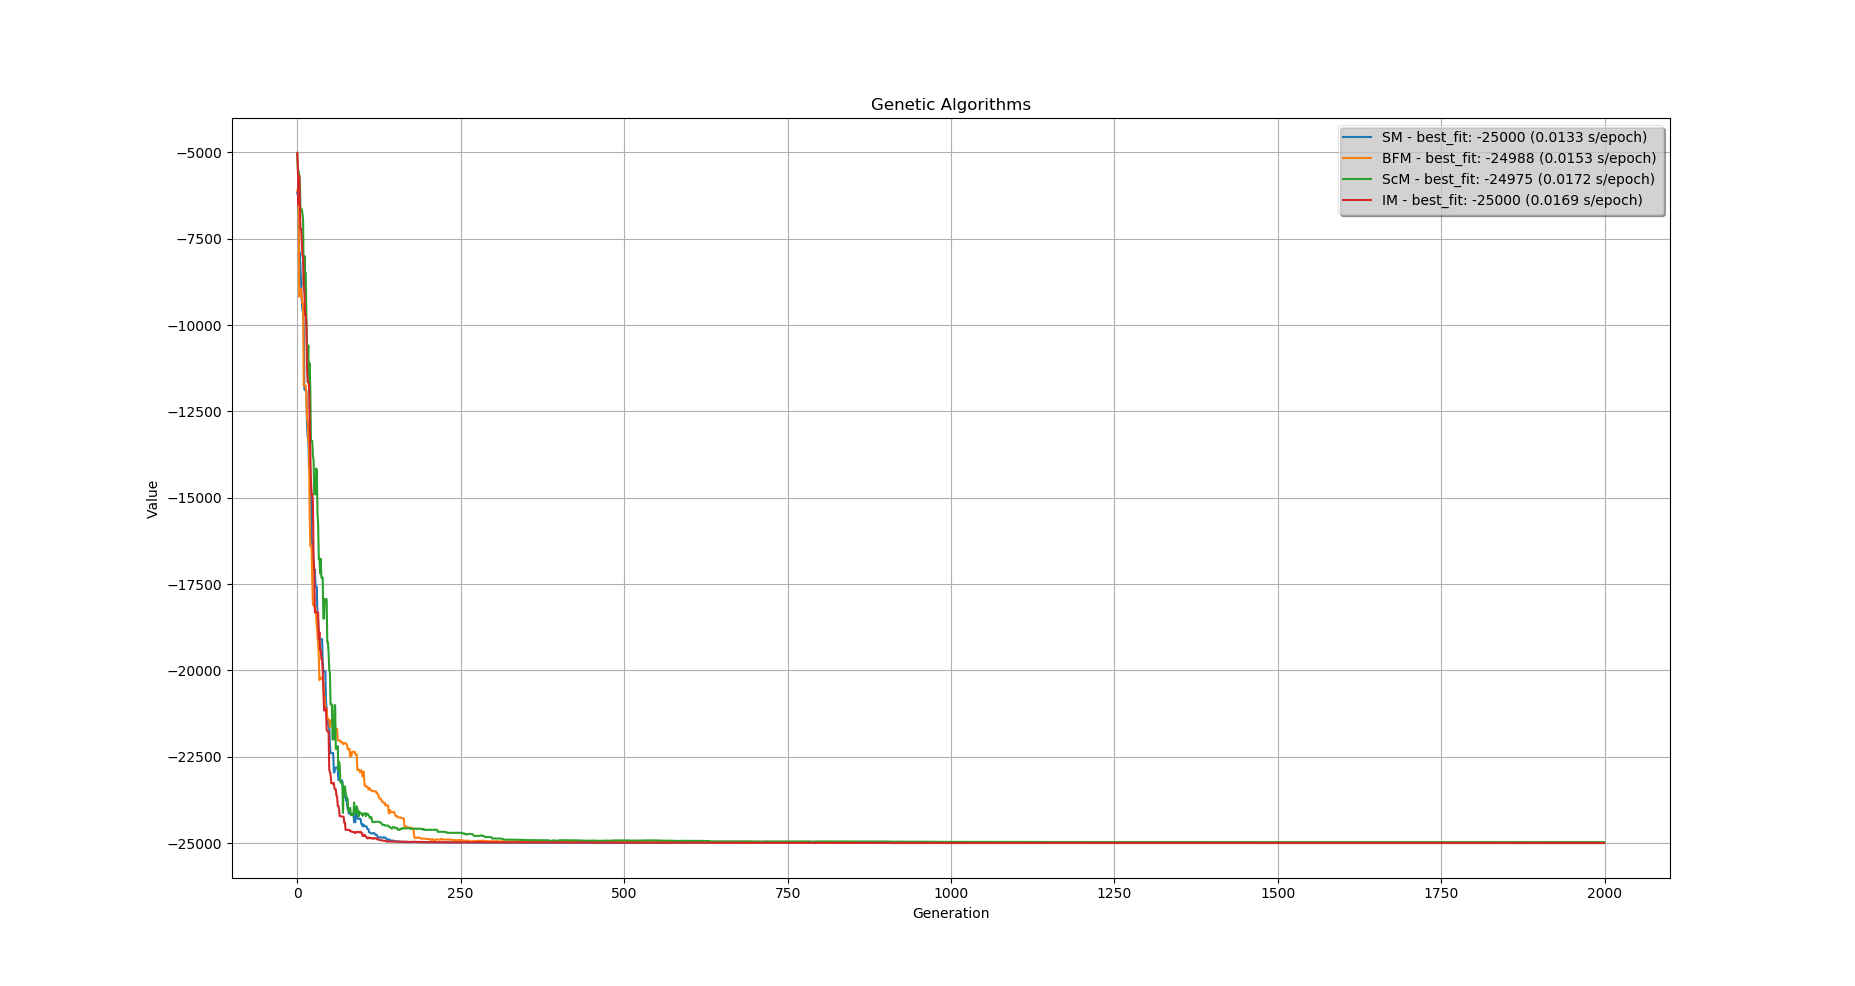 Genetic Algorithms
SM - best_fit: -25000 (0.0133 s/epoch)
BFM - best_fit: -24988 (0.0153 s/epoch)
ScM - best_fit: -24975 (0.0172 s/epoch)
IM - best_fit: -25000 (0.0169 s/epoch)
−5000
−7500
−10000
−12500
−15000
−17500
−20000
−22500
−25000
Value
0 250 500 750 1000 1250 1500 1750 2000
Generation